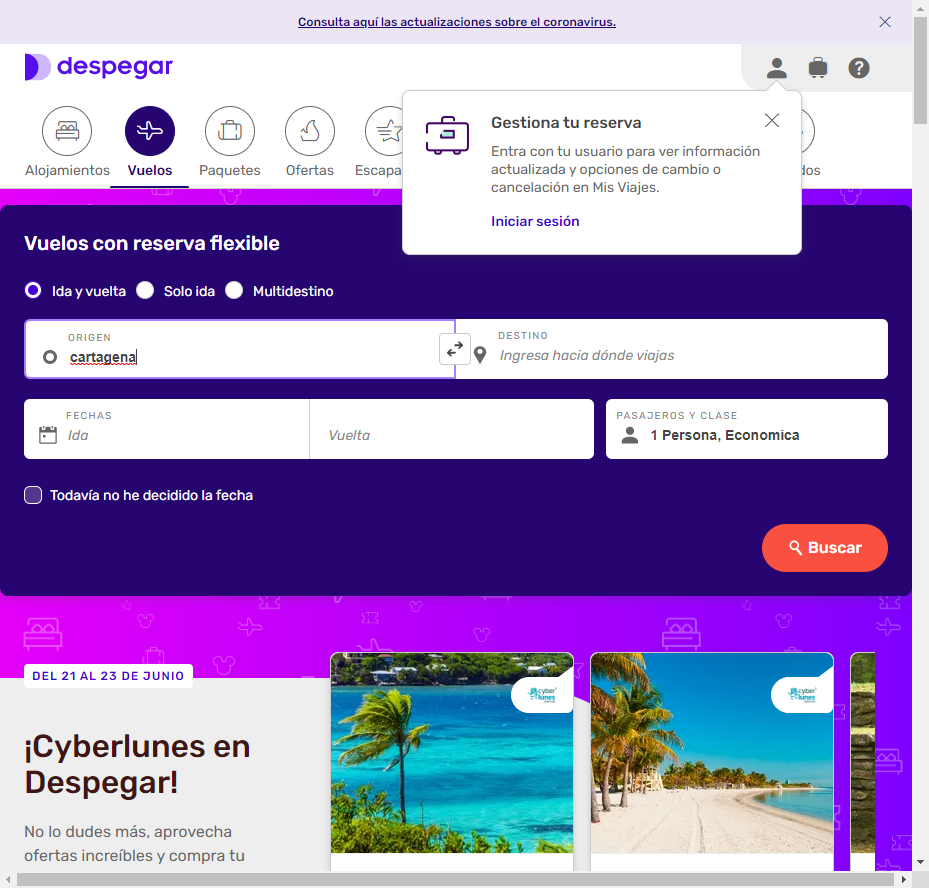 Consulta aquí las actualizaciones sobre el coronavirus.
despegar
Alojamientos
Vuelos
Paquetes
Ofertas
Escapa
dos
Gestiona tu reserva
Entra con tu usuario para ver información
actualizada y opciones de cambio o
cancelación en Mis Viajes.
Iniciar sesión
Vuelos con reserva flexible
Ida y vuelta
Solo ida
Multidestino
ORIGEN
cartagena
DESTINO
Ingresa hacia dónde viajas
FECHAS
Ida
Vuelta
PASAJEROS Y CLASE
1 Persona, Economica
Todavía no he decidido la fecha
Buscar
DEL 21 AL 23 DE JUNIO
cyber
lunes
cyber
lunes
¡Cyberlunes en
Despegar!
No lo dudes más, aprovecha
ofertas increíbles y compra tu